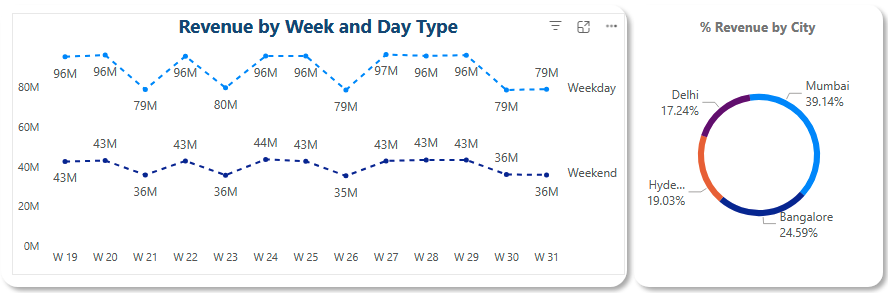 Revenue by Week and Day Type
96M 96M 79M 96M 80M 96M 96M 79M 97M 96M 96M 79M 79M
Weekday
43M 43M 36M 43M 36M 44M 43M 35M 43M 43M 43M 36M 36M
Weekend
80M
60M
40M
20M
0M
W 19 W 20 W 21 W 22 W 23 W 24 W 25 W 26 W 27 W 28 W 29 W 30 W 31
% Revenue by City
Mumbai
39.14%
Delhi
17.24%
Hyde...
19.03%
Bangalore
24.59%